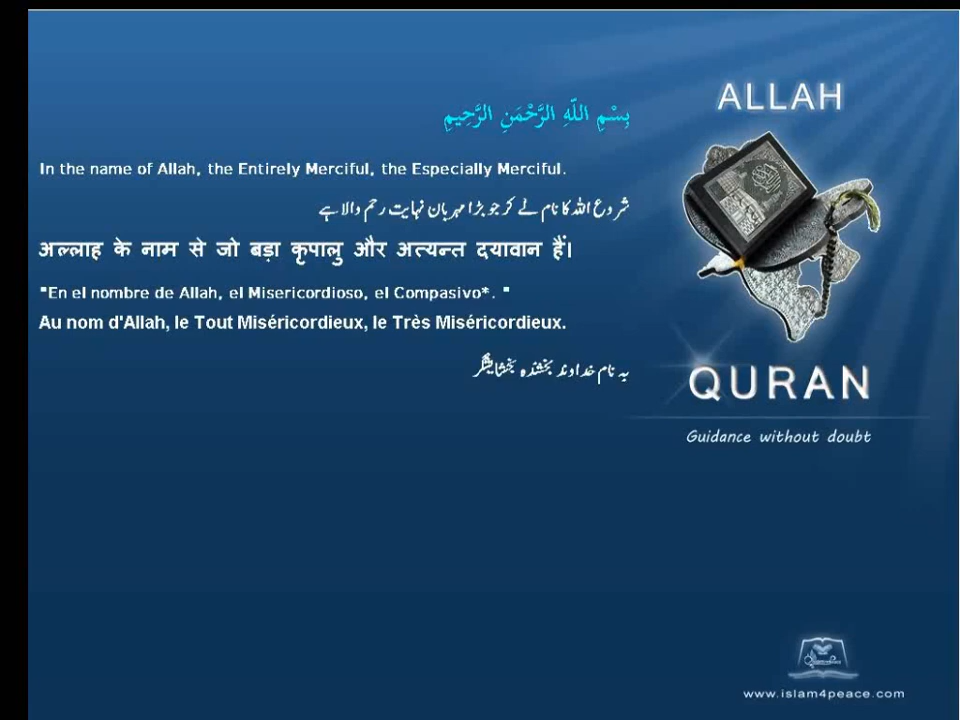 بِسْمِ اللّهِ الرَّحْمَنِ الرَّحِيمِ
In the name of Allah, the Entirely Merciful, the Especially Merciful.
شروع اللہ کا نام لے کر جو بڑا مہربان نہایت رحم والا ہے
अल्लाह के नाम से जो बड़ा कृपालु और अत्यन्त दयावान हैं।
"En el nombre de Allah, el Misericordioso, el Compasivo*. "
Au nom d'Allah, le Tout Miséricordieux, le Très Miséricordieux.
به نام خداوند بخشنده بخشایشگر
ALLAH
QURAN
Guidance without doubt
www.islam4peace.com